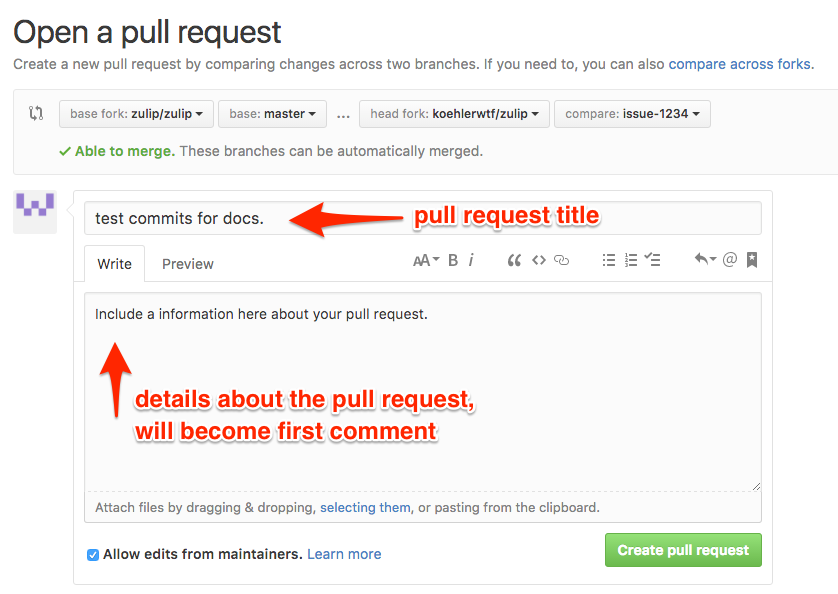 Open a pull request
Create a new pull request by comparing changes across two branches. If you need to, you can also compare across forks.
base fork: zulip/zulip base: master ... head fork: koehlerwtf/zulip compare: issue-1234
Able to merge. These branches can be automatically merged.
test commits for docs. pull request title
Write Preview AA B i
Include a information here about your pull request.
details about the pull request,
will become first comment
Attach files by dragging & dropping, selecting them, or pasting from the clipboard.
Allow edits from maintainers. Learn more Create pull request